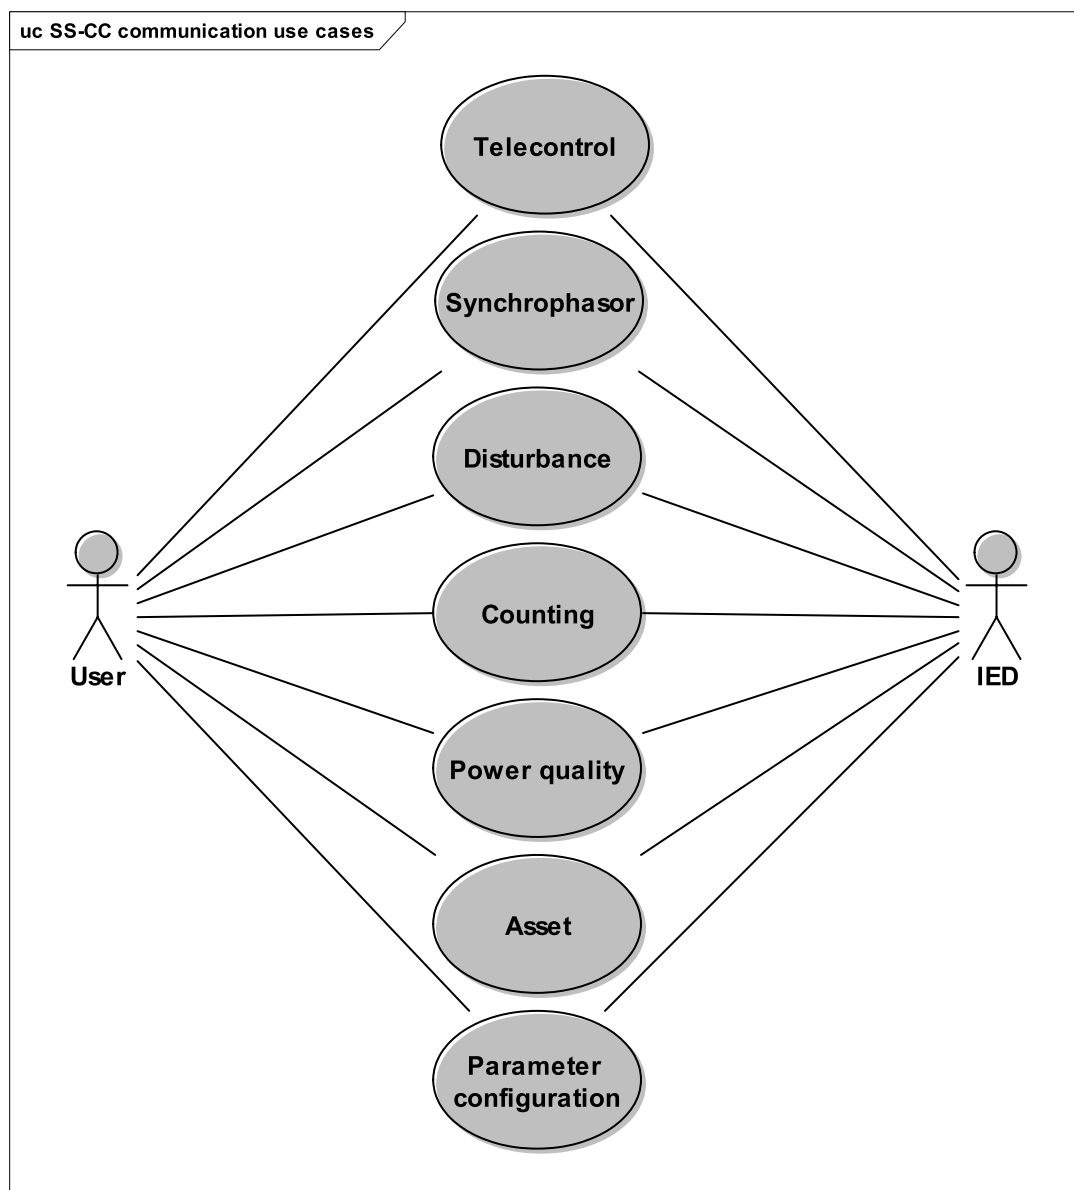 uc SS-CC communication use cases
Telecontrol
Synchrophasor
Disturbance
Counting
User
IED
Power quality
Asset
Parameter
configuration